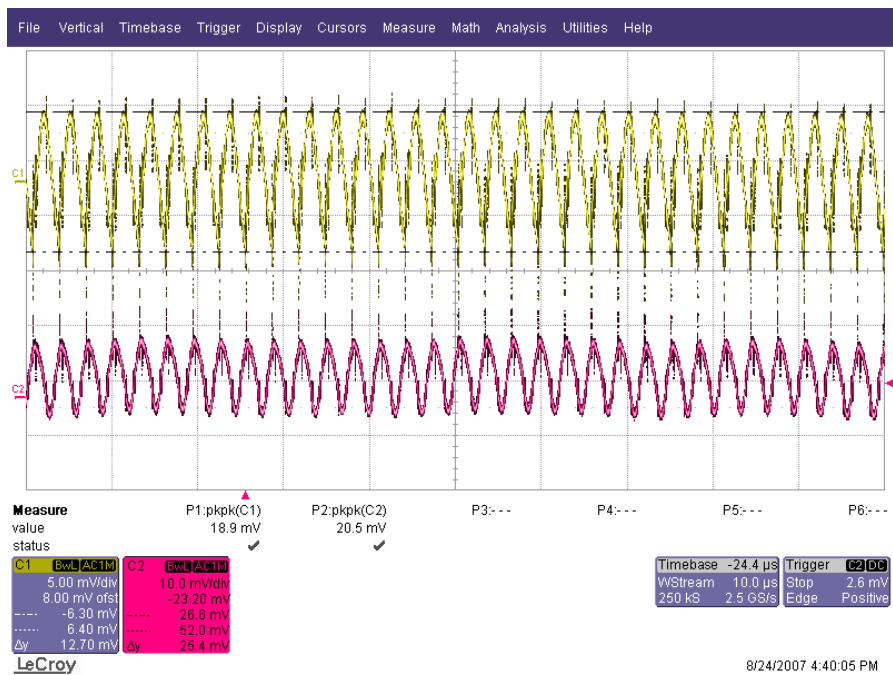 File Vertical Timebase Trigger Display Cursors Measure Math Analysis Utilities Help
C1
C2
Measure P1:pkpk(C1) P2:pkpk(C2) P3:- - - P4:- - - P5:- - - P6:- - -
value 18.9 mV 20.5 mV
status ✔ ✔
C1 BwL AC1M C2 BwL AC1M Timebase -24.4 µs Trigger C2 DC
5.00 mV/div 10.0 mV/div WStream 10.0 µs Stop 2.6 mV
8.00 mV ofst -23.20 mV 250 kS 2.5 GS/s Edge Positive
-6.30 mV 26.6 mV
6.40 mV 52.0 mV
Δy 12.70 mV Δy 25.4 mV
LeCroy 8/24/2007 4:40:05 PM